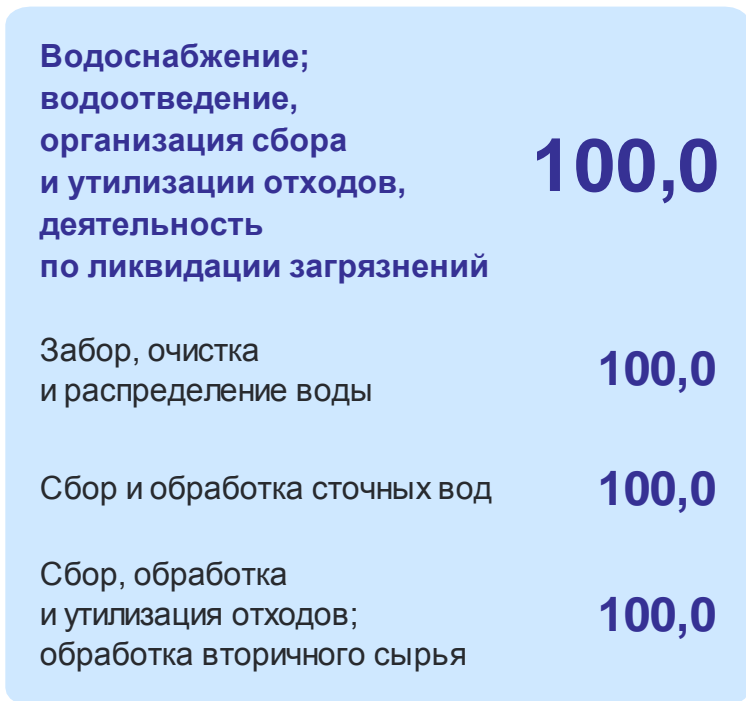 Водоснабжение;
водоотведение,
организация сбора
и утилизации отходов,
деятельность
по ликвидации загрязнений
100,0
Забор, очистка
и распределение воды
100,0
Сбор и обработка сточных вод
100,0
Сбор, обработка
и утилизация отходов;
обработка вторичного сырья
100,0